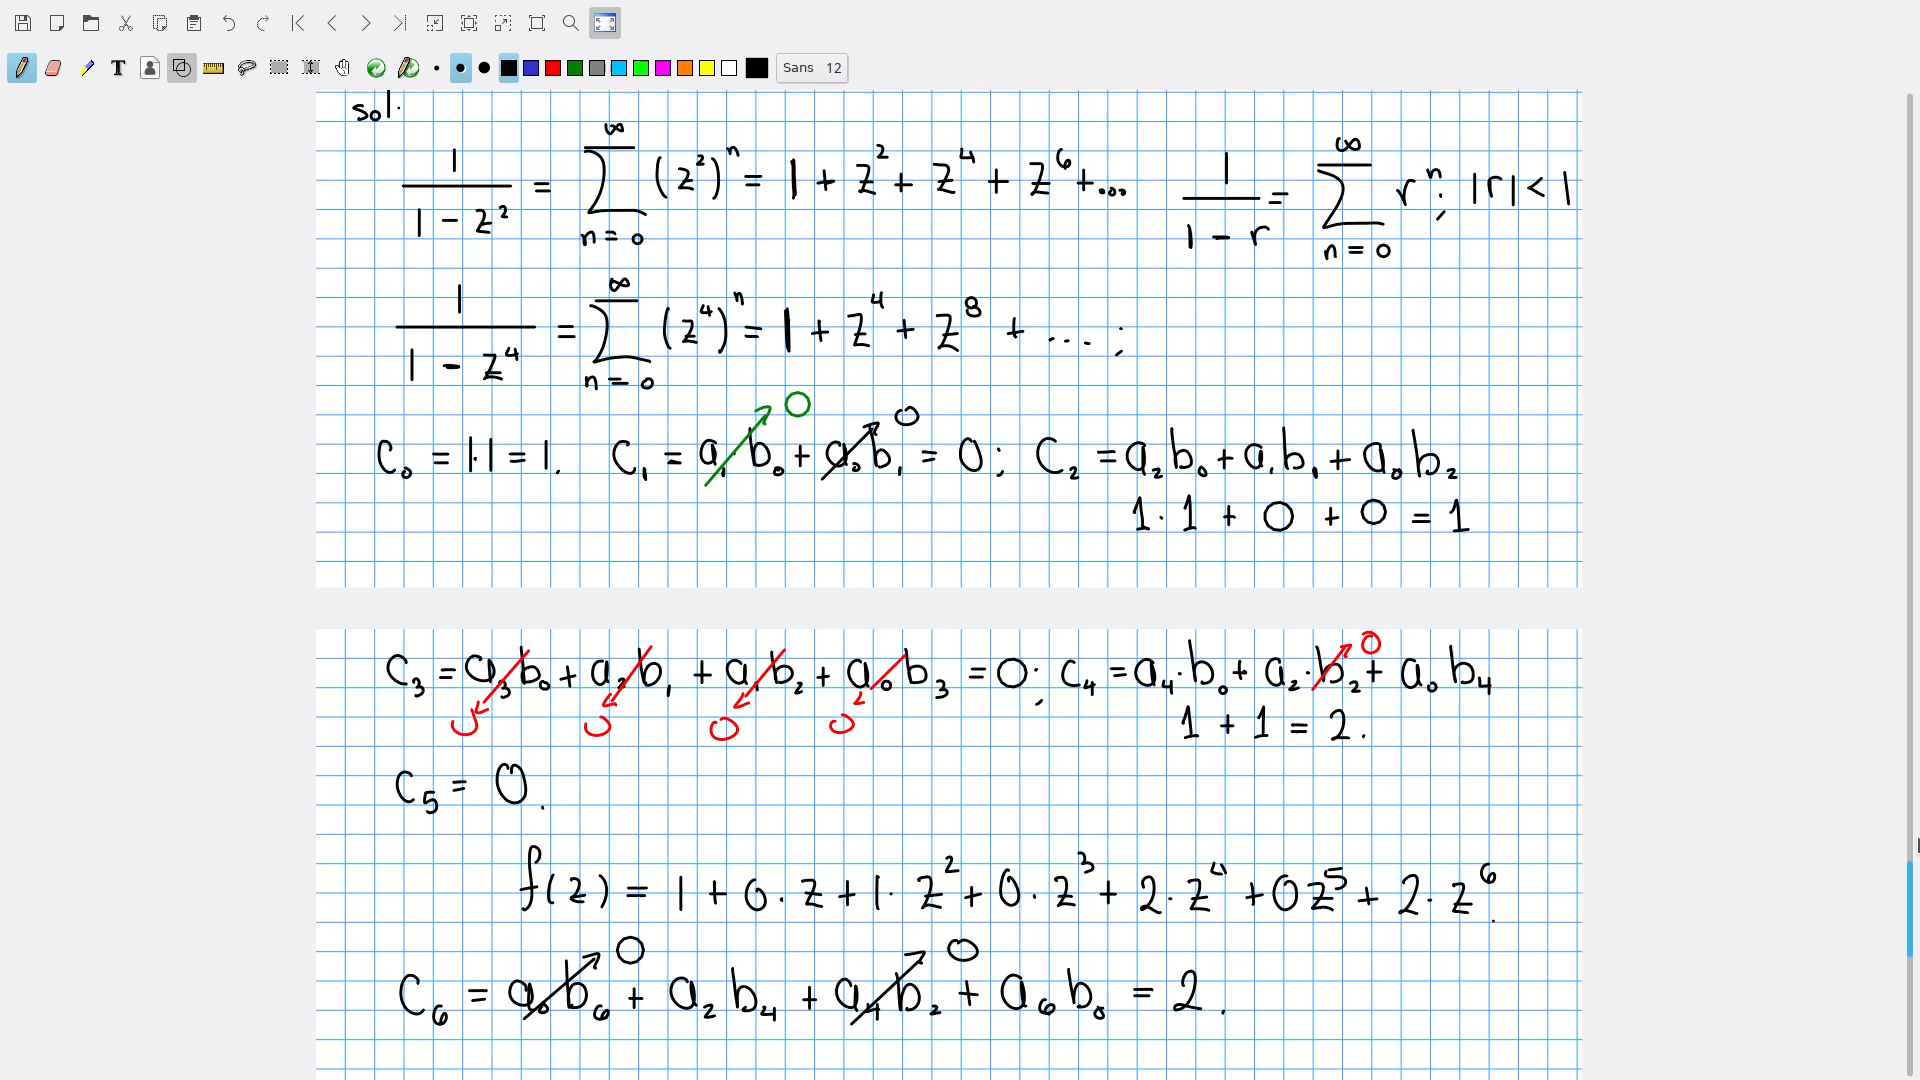 T Sans 12
sol.
1/(1 - z²) = ∑_{n=0}^{∞} (z²)ⁿ = 1 + z² + z⁴ + z⁶ + ... 1/(1 - r) = ∑_{n=0}^{∞} rⁿ; |r| < 1
1/(1 - z⁴) = ∑_{n=0}^{∞} (z⁴)ⁿ = 1 + z⁴ + z⁸ + ... ;
0 0
C₀ = 1·1 = 1. C₁ = a₁·b₀ + a₀b₁ = 0; C₂ = a₂b₀ + a₁b₁ + a₀b₂
1·1 + 0 + 0 = 1
0
C₃ = a₃b₀ + a₂b₁ + a₁b₂ + a₀b₃ = 0; C₄ = a₄·b₀ + a₂·b₂ + a₀b₄
0 0 0 0 1 + 1 = 2.
C₅ = 0.
f(z) = 1 + 0·z + 1·z² + 0·z³ + 2·z⁴ + 0z⁵ + 2·z⁶.
0 0
C₆ = a₀b₆ + a₂b₄ + a₄b₂ + a₆b₀ = 2.